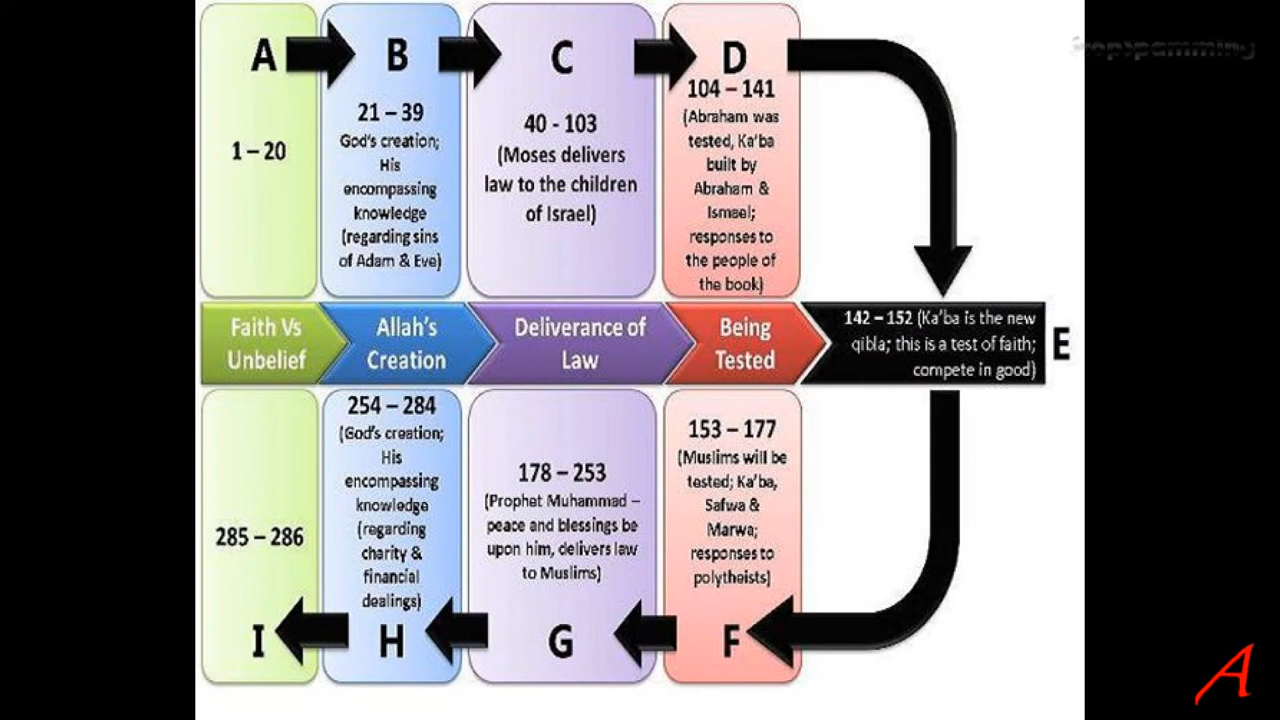 A
1 – 20
B
21 – 39
God's creation;
His
encompassing
knowledge
(regarding sins
of Adam & Eve)
C
40 - 103
(Moses delivers
law to the children
of Israel)
D
104 – 141
(Abraham was
tested, Ka'ba
built by
Abraham &
Ismael;
responses to
the people of
the book)
Faith Vs
Unbelief
Allah's
Creation
Deliverance of
Law
Being
Tested
142 – 152 (Ka'ba is the new
qibla; this is a test of faith;
compete in good)
E
153 – 177
(Muslims will be
tested; Ka'ba,
Safwa &
Marwa;
responses to
polytheists)
F
178 – 253
(Prophet Muhammad –
peace and blessings be
upon him, delivers law
to Muslims)
G
254 – 284
(God's creation;
His
encompassing
knowledge
(regarding
charity &
financial
dealings)
H
285 – 286
I
A